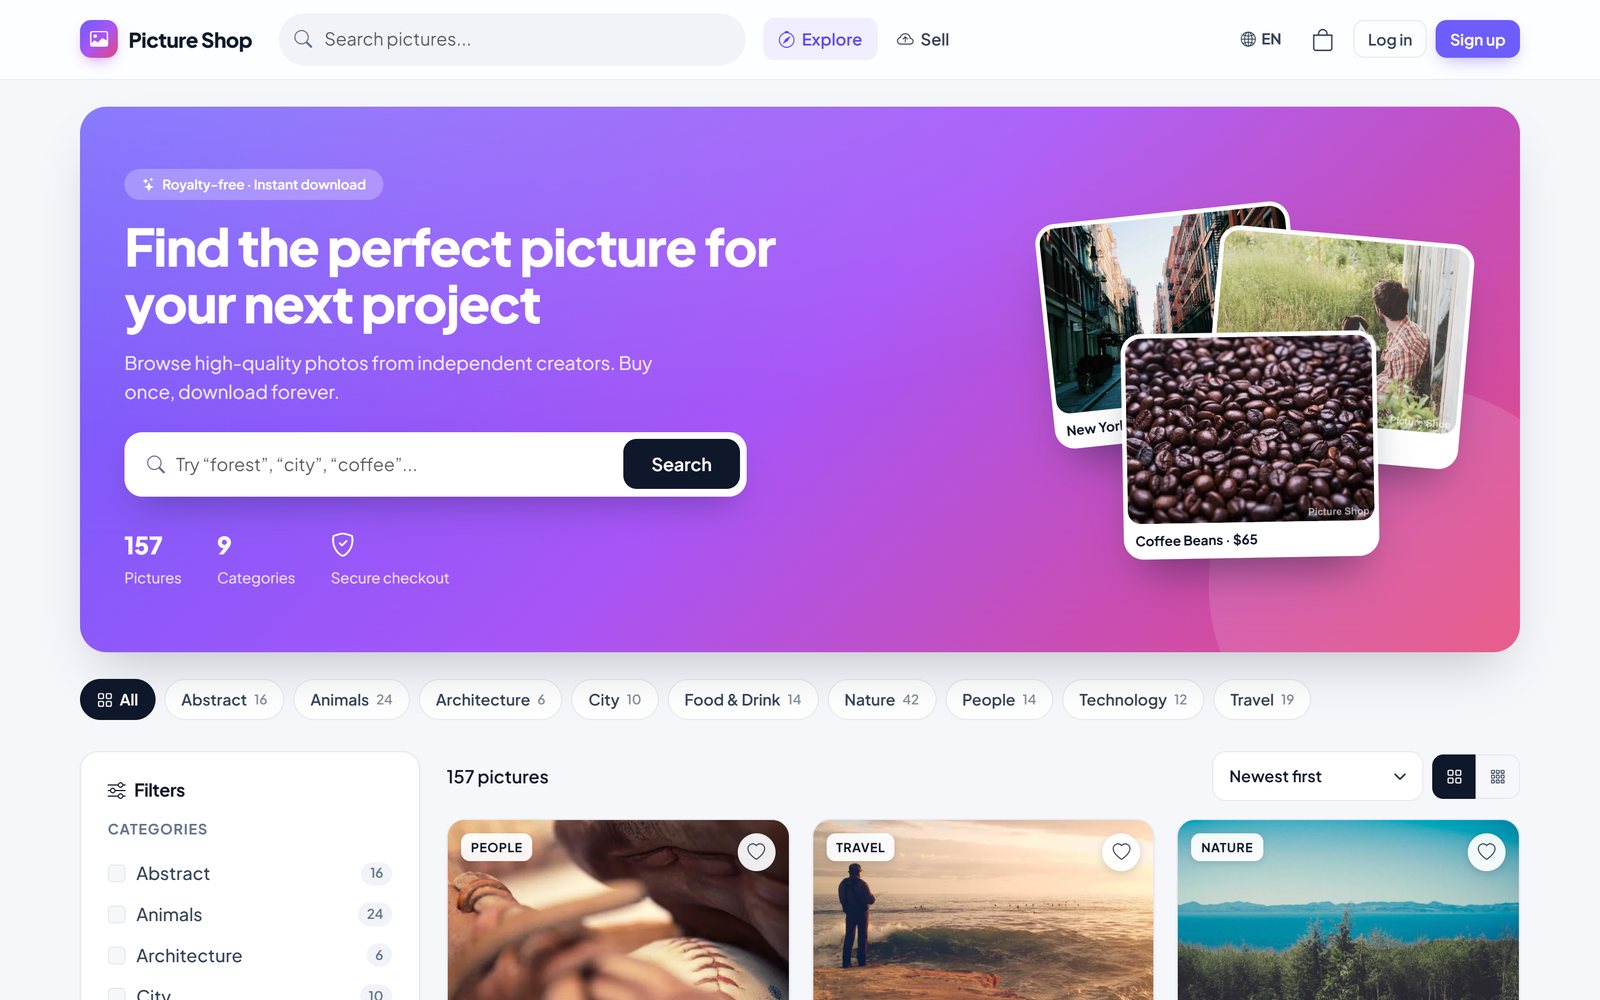 Picture Shop
Search pictures...
Explore
Sell
EN
Log in
Sign up
Royalty-free · Instant download
Find the perfect picture for
your next project
Browse high-quality photos from independent creators. Buy
once, download forever.
Try “forest”, “city”, “coffee”...
Search
157
Pictures
9
Categories
Secure checkout
New
Picture Shop
Picture Shop
Coffee Beans · $65
All
Abstract 16
Animals 24
Architecture 6
City 10
Food & Drink 14
Nature 42
People 14
Technology 12
Travel 19
Filters
CATEGORIES
Abstract 16
Animals 24
Architecture 6
City 10
157 pictures
Newest first
PEOPLE
TRAVEL
NATURE